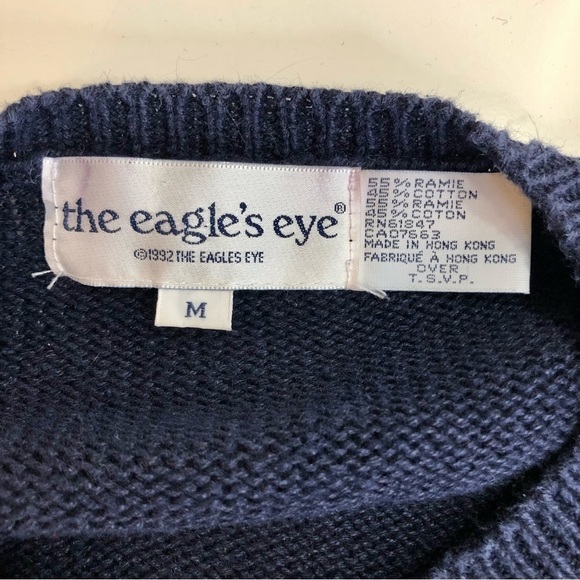 the eagle's eye®
©1992 THE EAGLES EYE
M
55% RAMIE
45% COTTON
55% RAMIE
45% COTON
RN61847
CA07563
MADE IN HONG KONG
FABRIQUÉ À HONG KONG
OVER
T.S.V.P.